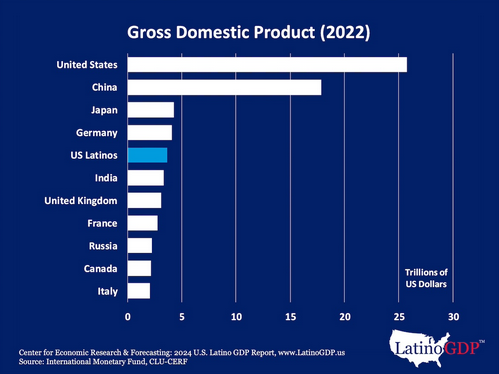 Gross Domestic Product (2022)
United States
China
Japan
Germany
US Latinos
India
United Kingdom
France
Russia
Canada
Italy
0 5 10 15 20 25 30
Trillions of
US Dollars
Center for Economic Research & Forecasting: 2024 U.S. Latino GDP Report, www.LatinoGDP.us
Source: International Monetary Fund, CLU-CERF
LatinoGDP™